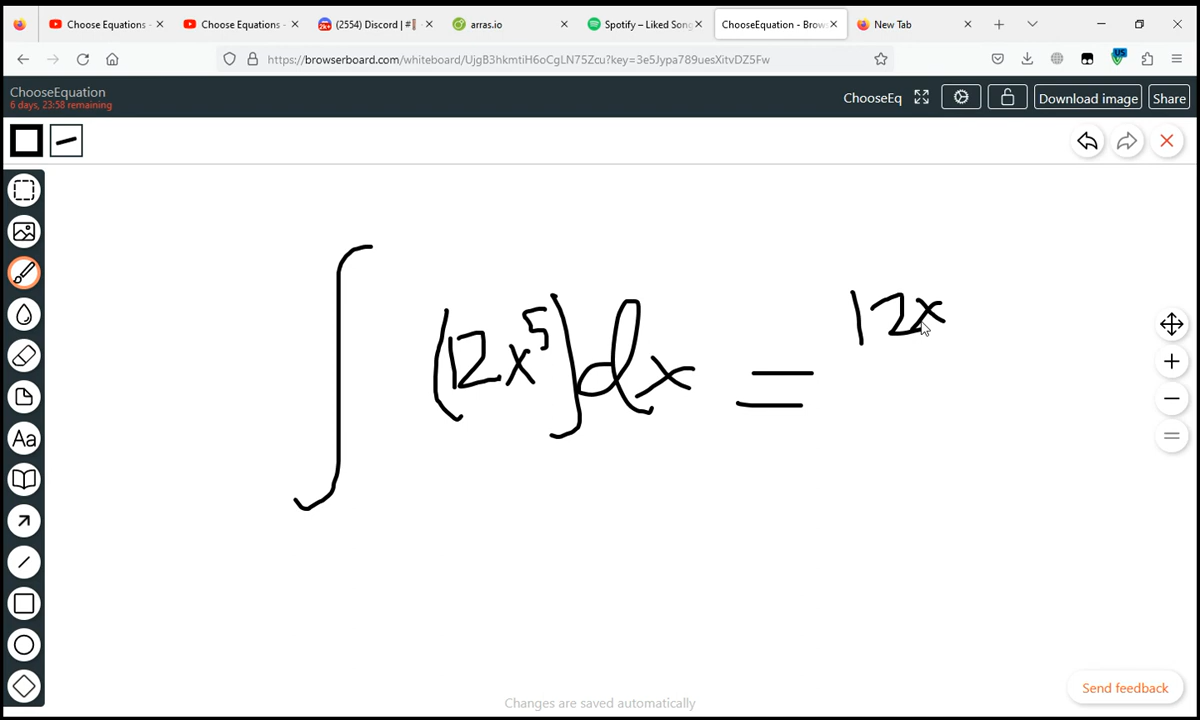 Choose Equations -
Choose Equations -
(2554) Discord | #
arras.io
Spotify – Liked Song
ChooseEquation - Brow
New Tab
https://browserboard.com/whiteboard/UjgB3hkmtiH6oCgLN75Zcu?key=3e5Jypa789uesXitvDZ5Fw
US
ChooseEquation
6 days, 23:58 remaining
ChooseEq
Download image
Share
∫ (12x⁵)dx = 12x
Aa
Changes are saved automatically
Send feedback